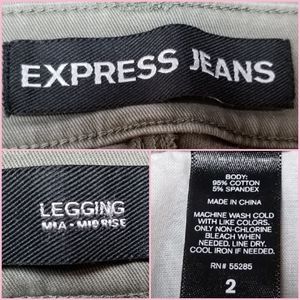 EXPRESS JEANS
LEGGING
MIA - MID RISE
BODY:
95% COTTON
5% SPANDEX
MADE IN CHINA
MACHINE WASH COLD
WITH LIKE COLORS.
ONLY NON-CHLORINE
BLEACH WHEN
NEEDED, LINE DRY.
COOL IRON IF NEEDED.
RN# 55285
2